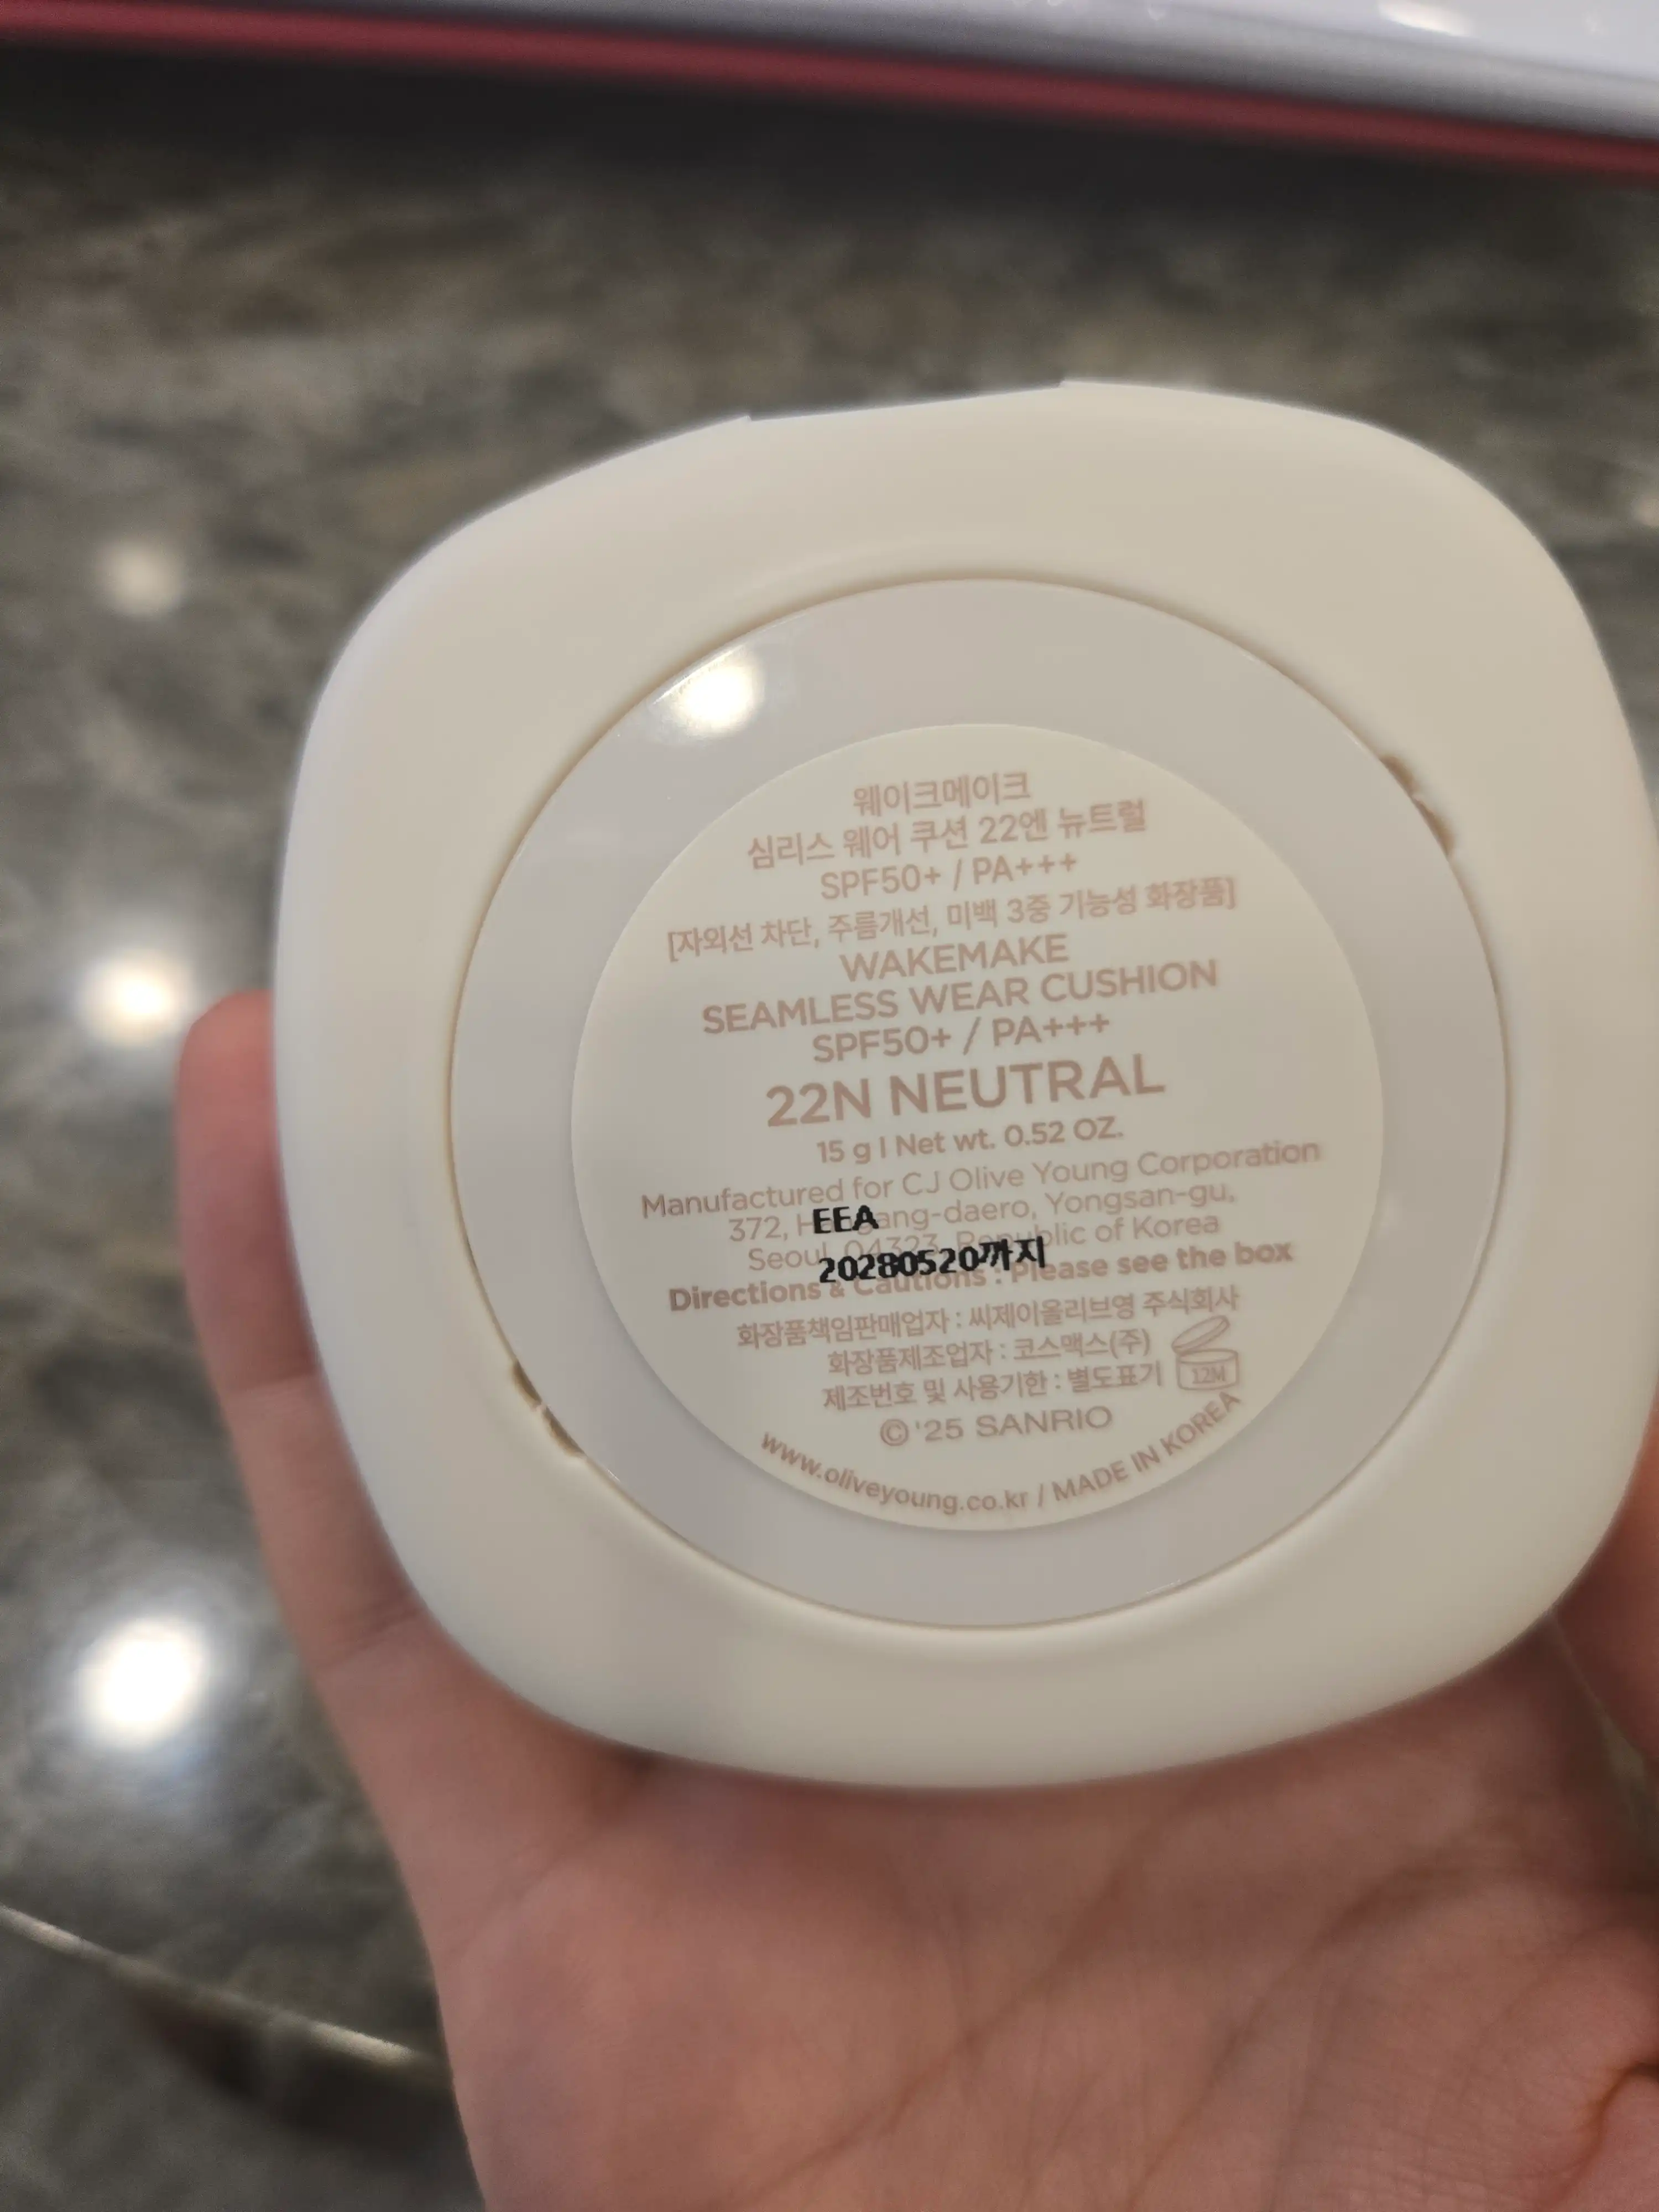 웨이크메이크
심리스 웨어 쿠션 22엔 뉴트럴
SPF50+ / PA+++
[자외선 차단, 주름개선, 미백 3중 기능성 화장품]
WAKEMAKE
SEAMLESS WEAR CUSHION
SPF50+ / PA+++
22N NEUTRAL
15 g I Net wt. 0.52 OZ.
Manufactured for CJ Olive Young Corporation
372, Yongsan-gu,
EEA
Seoul, 04323, Republic of Korea
20280520까지
Directions & Cautions : Please see the box
화장품책임판매업자 : 씨제이올리브영 주식회사
화장품제조업자 : 코스맥스(주)
제조번호 및 사용기한 : 별도표기
12M
© '25 SANRIO
www.oliveyoung.co.kr / MADE IN KOREA